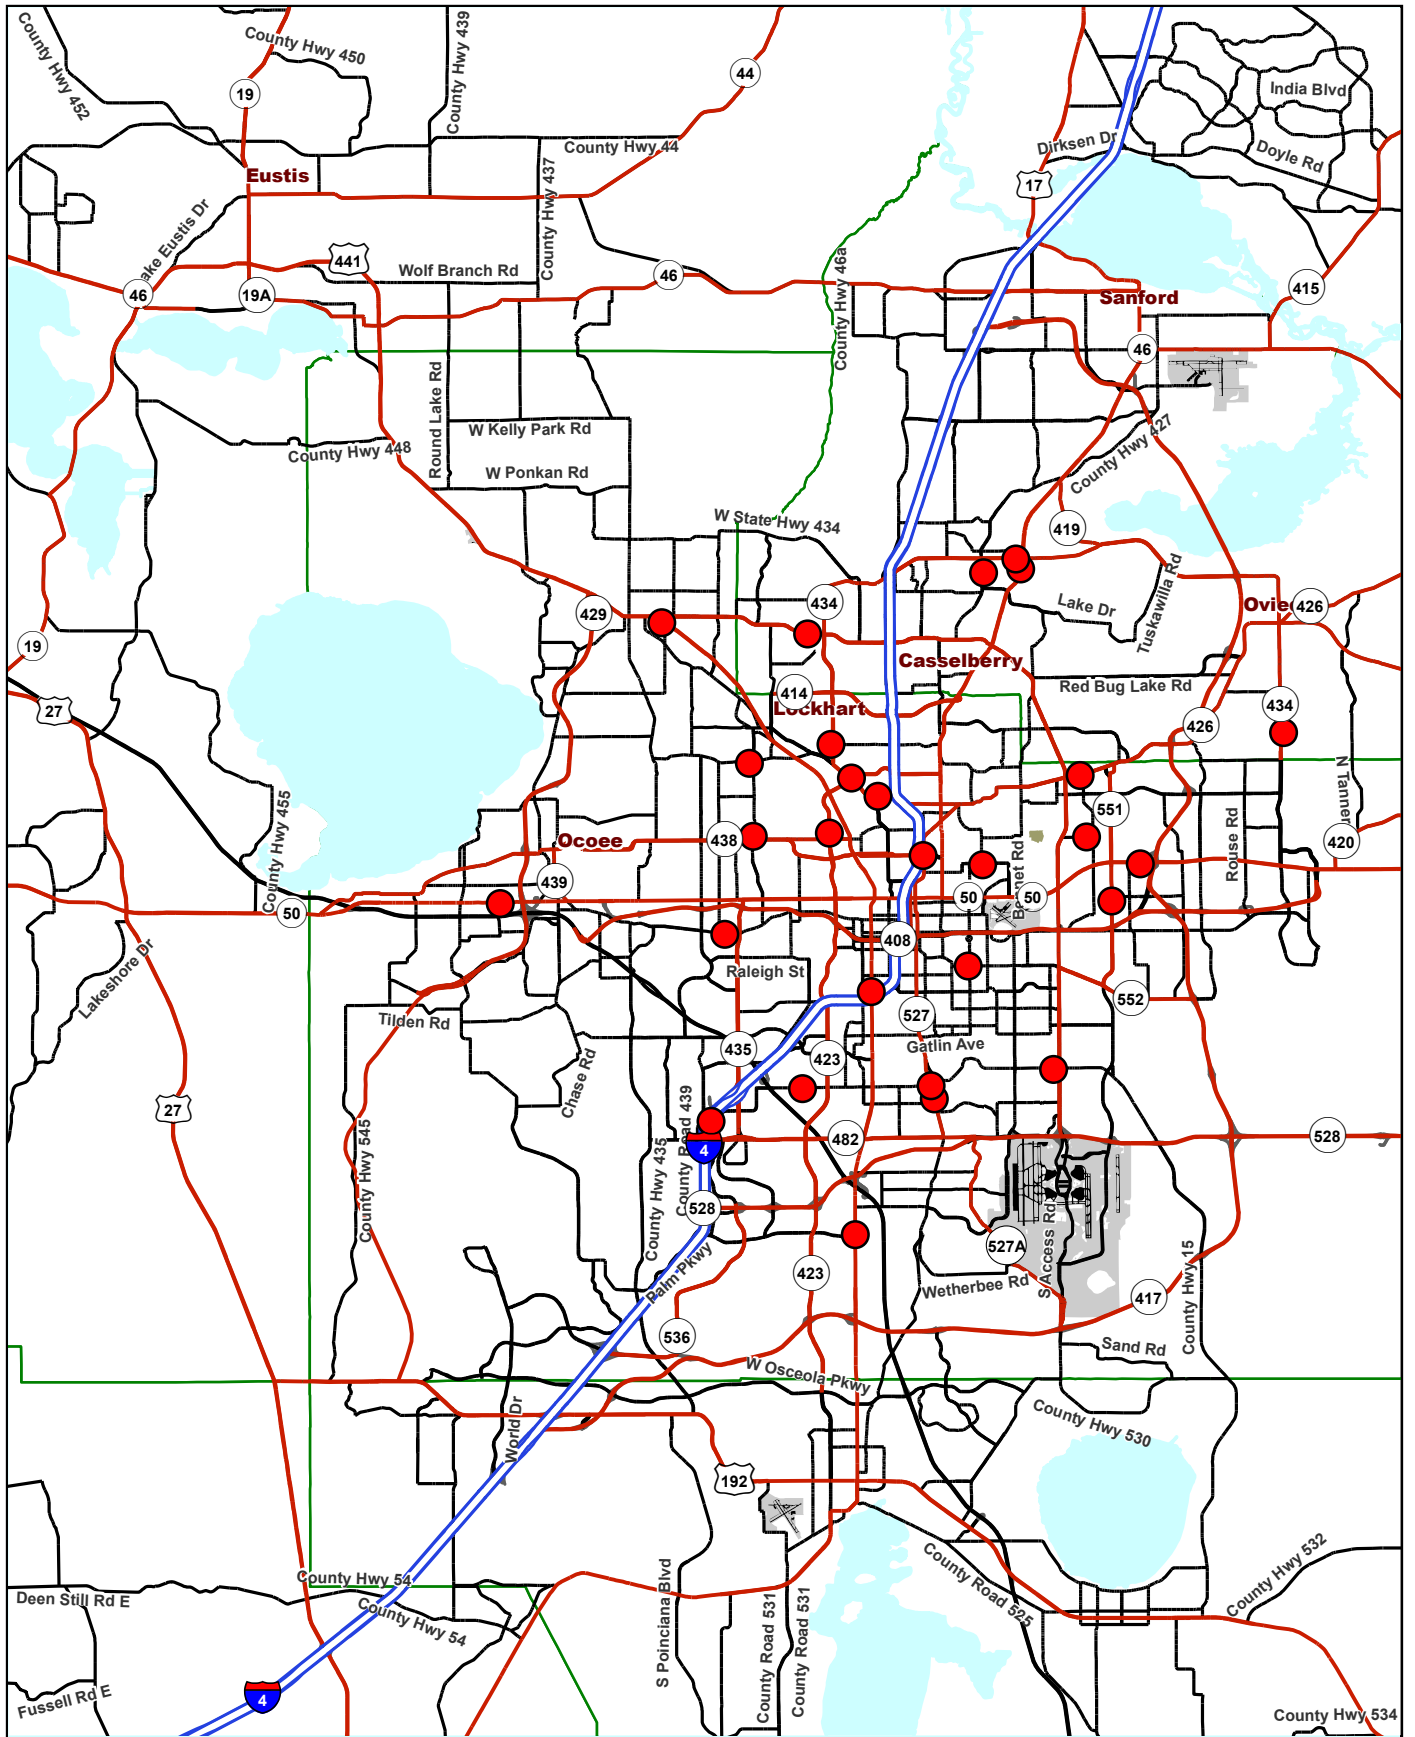 County Hwy 452
County Hwy 450
County Hwy 439
44
19
India Blvd
Dirksen Dr
Doyle Rd
County Hwy 44
Eustis
17
County Hwy 437
Lake Eustis Dr
441
Wolf Branch Rd
46
County Hwy 46a
46
19A
Sanford
415
46
Round Lake Rd
W Kelly Park Rd
County Hwy 448
County Hwy 427
W Ponkan Rd
W State Hwy 434
419
Tuskawilla Rd
429
434
Lake Dr
426
19
Casselberry
Red Bug Lake Rd
414
Lockhart
27
434
426
N Tanner
County Hwy 455
551
Rouse Rd
Ocoee
438
420
439
50
50
50
408
Lakeshore Dr
Raleigh St
552
Tilden Rd
527
435
423
Gatlin Ave
Chase Rd
27
County Hwy 545
County Hwy 435
County Road 439
482
528
4
528
527A
S Access Rd
County Hwy 15
Palm Pkwy
423
Wetherbee Rd
417
536
Sand Rd
W Osceola Pkwy
World Dr
County Hwy 530
192
County Hwy 54
Deen Still Rd E
County Hwy 54
S Poinciana Blvd
County Road 531
County Road 531
County Road 525
County Hwy 532
4
Fussell Rd E
County Hwy 534